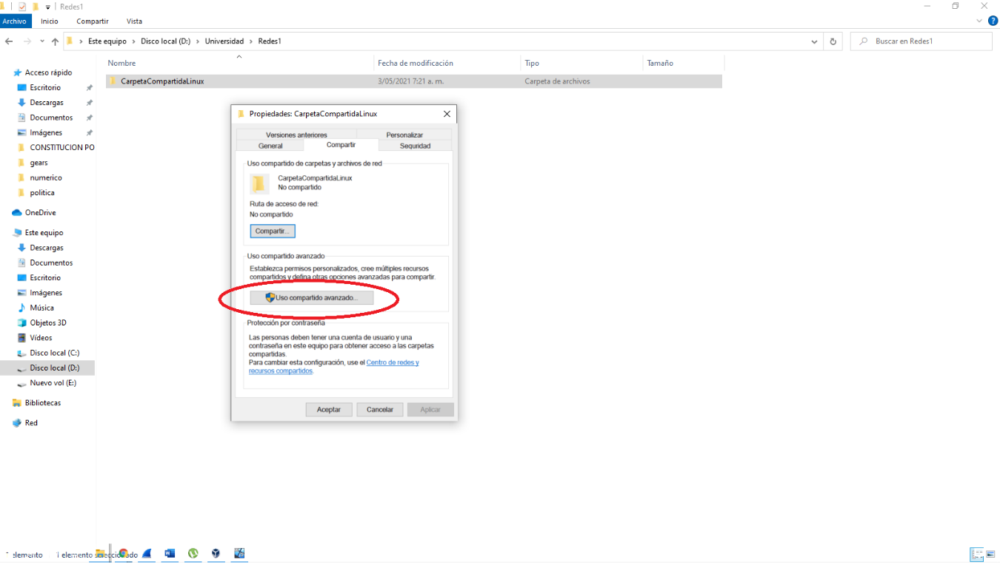 Redes1
Archivo Inicio Compartir Vista
Este equipo › Disco local (D:) › Universidad › Redes1
Buscar en Redes1
Nombre Fecha de modificación Tipo Tamaño
CarpetaCompartidaLinux 3/05/2021 7:21 a. m. Carpeta de archivos
Acceso rápido
Escritorio
Descargas
Documentos
Imágenes
CONSTITUCION PO
gears
numerico
politica
OneDrive
Este equipo
Descargas
Documentos
Escritorio
Imágenes
Música
Objetos 3D
Vídeos
Disco local (C:)
Disco local (D:)
Nuevo vol (E:)
Bibliotecas
Red
Propiedades: CarpetaCompartidaLinux
Versiones anteriores Personalizar
General Compartir Seguridad
Uso compartido de carpetas y archivos de red
CarpetaCompartidaLinux
No compartido
Ruta de acceso de red:
No compartido
Compartir...
Uso compartido avanzado
Establezca permisos personalizados, cree múltiples recursos
compartidos y defina otras opciones avanzadas para compartir.
Uso compartido avanzado...
Protección por contraseña
Las personas deben tener una cuenta de usuario y una
contraseña en este equipo para obtener acceso a las carpetas
compartidas.
Para cambiar esta configuración, use el Centro de redes y
recursos compartidos.
Aceptar Cancelar Aplicar
elemento 1 elemento seleccionado